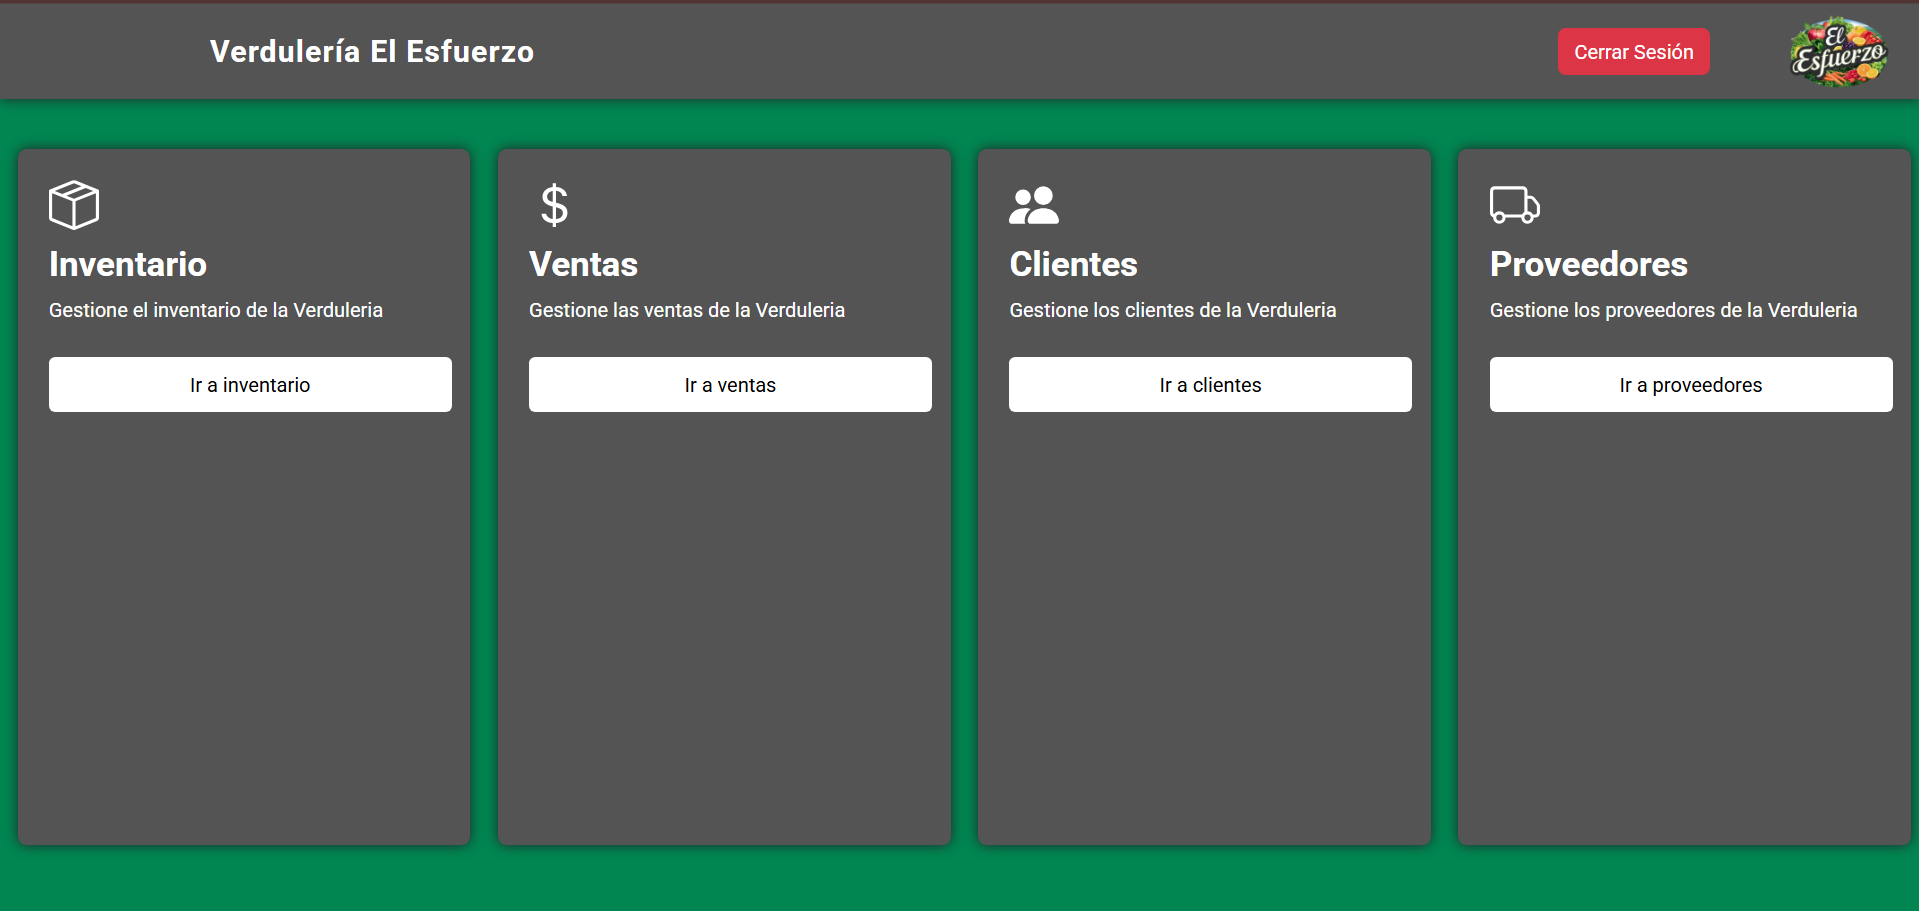 Verdulería El Esfuerzo
Cerrar Sesión
El
Esfuerzo
Inventario
Gestione el inventario de la Verduleria
Ir a inventario
$
Ventas
Gestione las ventas de la Verduleria
Ir a ventas
Clientes
Gestione los clientes de la Verduleria
Ir a clientes
Proveedores
Gestione los proveedores de la Verduleria
Ir a proveedores